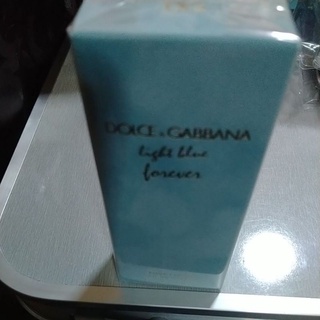 DOLCE & GABBANA
light blue
forever